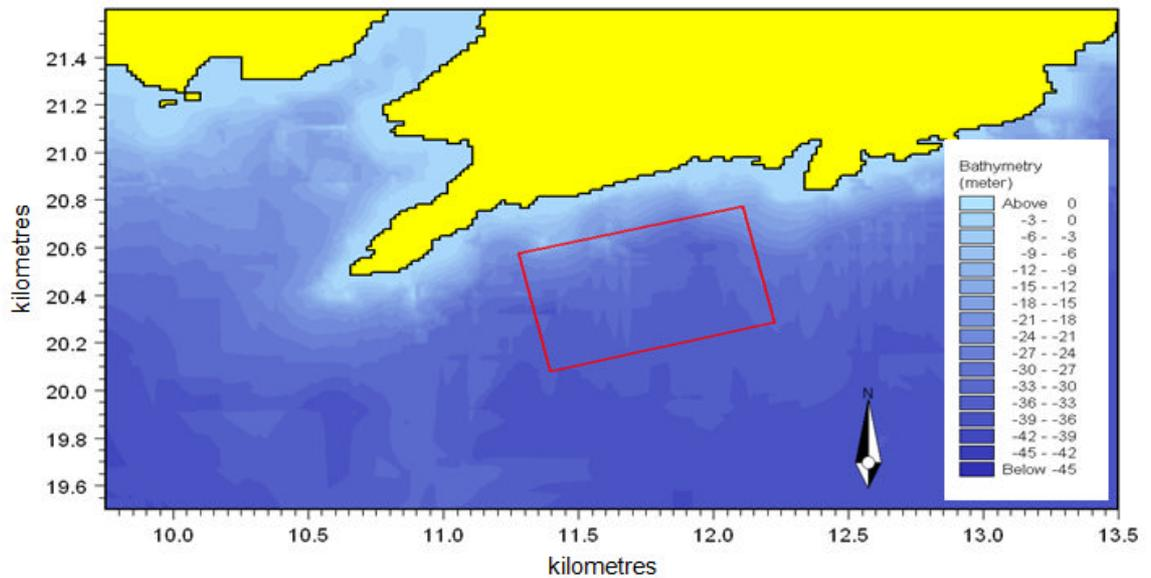 kilometres
21.4
21.2
21.0
20.8
20.6
20.4
20.2
20.0
19.8
19.6
Bathymetry
(meter)
Above 0
-3 - 0
-6 - -3
-9 - -6
-12 - -9
-15 - -12
-18 - -15
-21 - -18
-24 - -21
-27 - -24
-30 - -27
-33 - -30
-36 - -33
-39 - -36
-42 - -39
-45 - -42
Below -45
N
10.0 10.5 11.0 11.5 12.0 12.5 13.0 13.5
kilometres